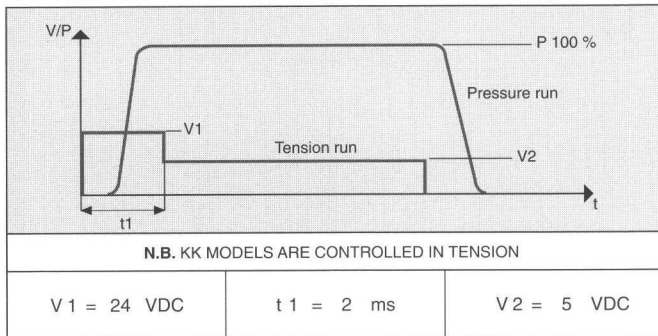 V/P
P 100 %
Pressure run
V1
Tension run
V2
t
t1
N.B. KK MODELS ARE CONTROLLED IN TENSION
V 1 = 24 VDC
t 1 = 2 ms
V 2 = 5 VDC